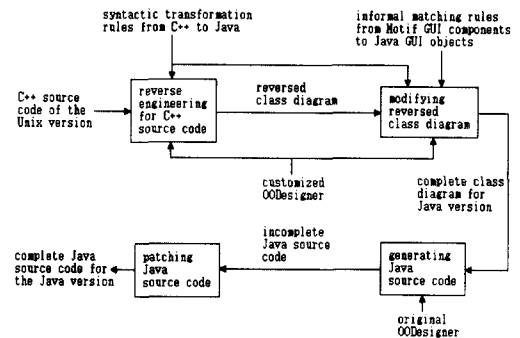 syntactic transformation
rules from C++ to Java
informal matching rules
from Motif GUI components
to Java GUI objects
C++ source
code of the
Unix version
reverse
engineering
for C++
source code
reversed
class diagram
modifying
reversed
class diagram
customized
OODesigner
complete class
diagram for
Java version
complete Java
source code for
the Java version
patching
Java
source code
incomplete
Java source
code
generating
Java
source code
original
OODesigner